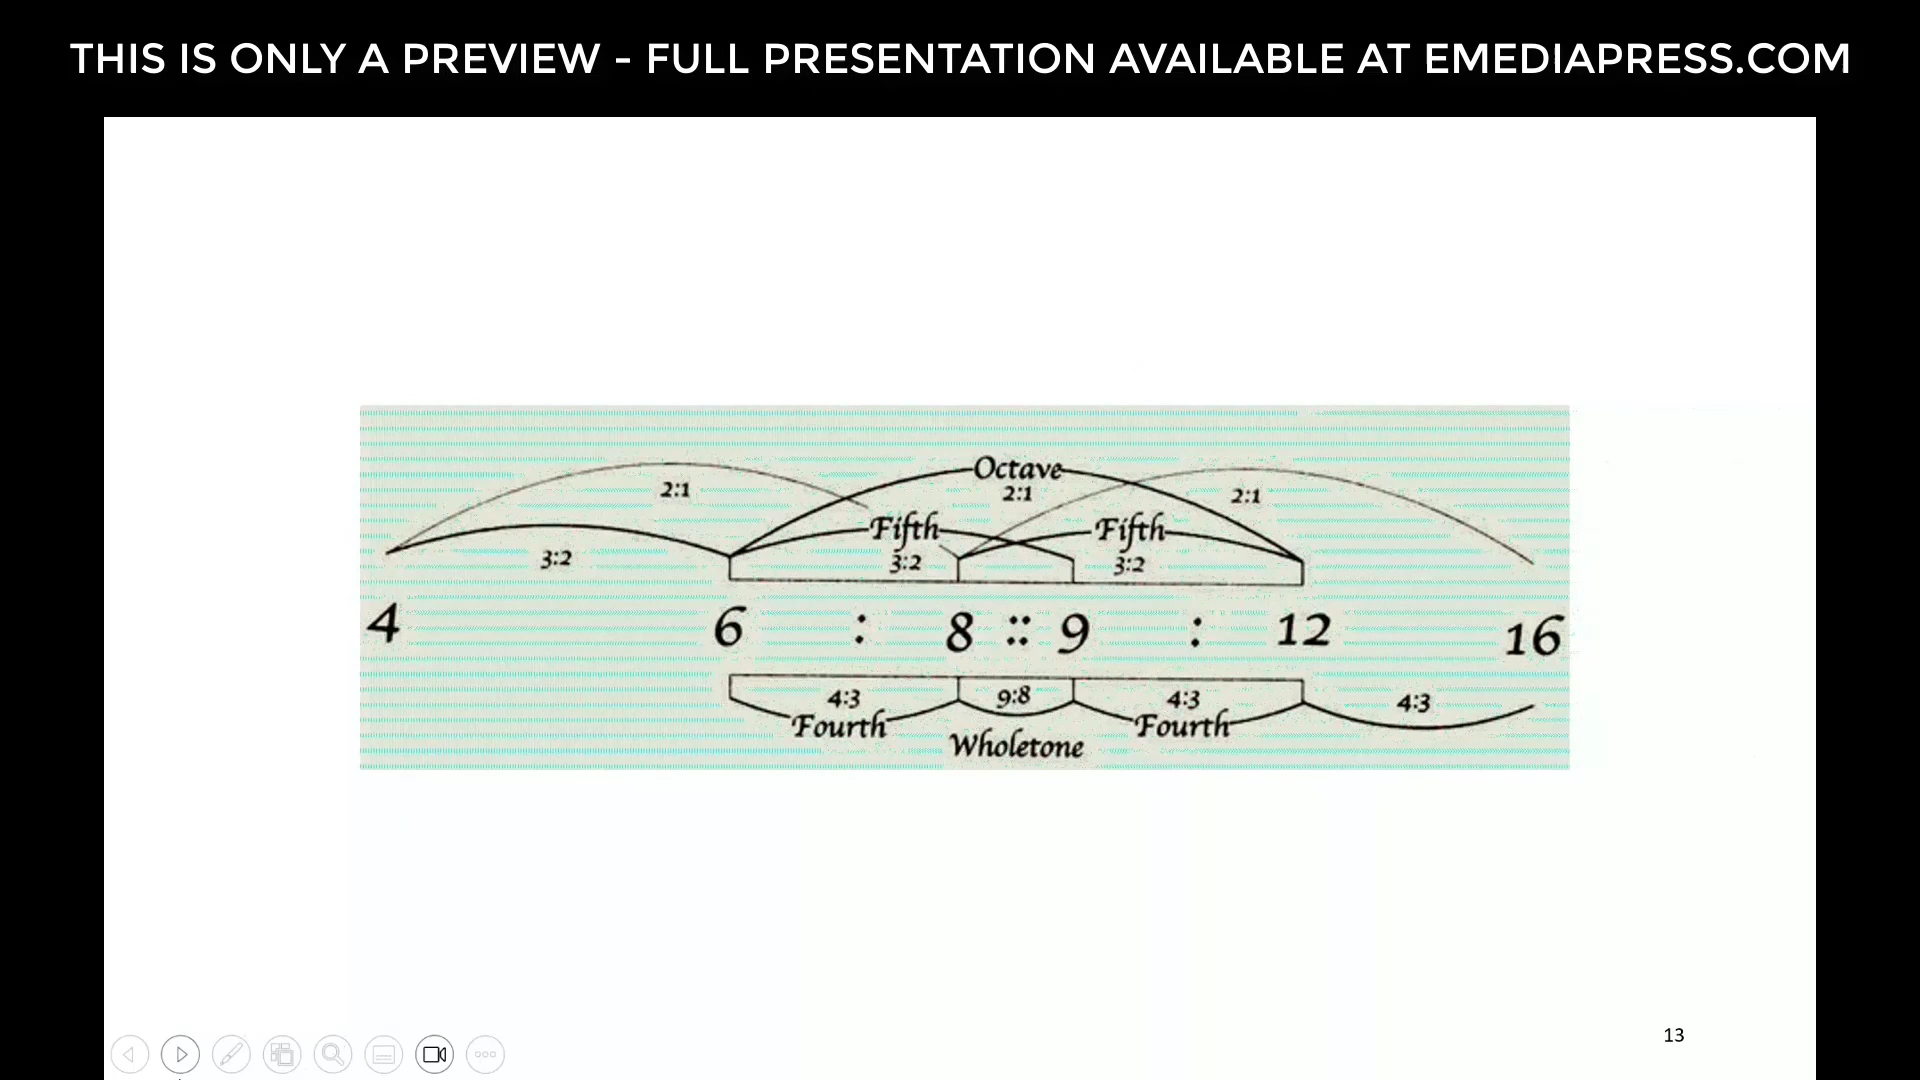 THIS IS ONLY A PREVIEW - FULL PRESENTATION AVAILABLE AT EMEDIAPRESS.COM
Octave
2:1 2:1 2:1
Fifth Fifth
3:2 3:2 3:2
4 6 : 8 :: 9 : 12 16
4:3 9:8 4:3 4:3
Fourth Fourth
Wholetone
13